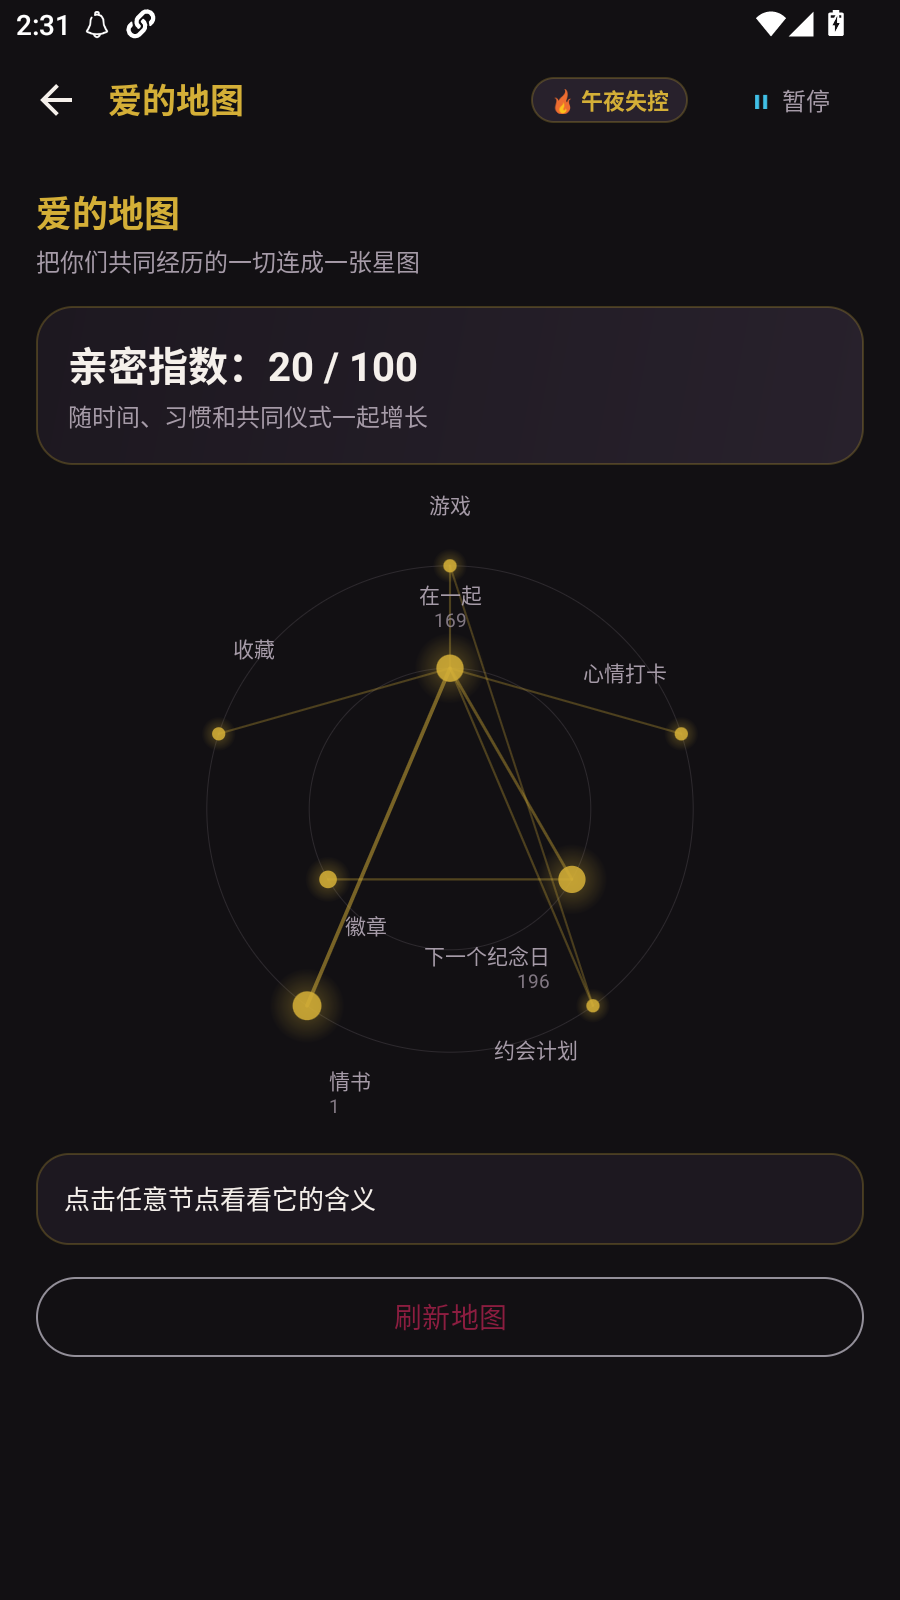 2:31
爱的地图
午夜失控
暂停
爱的地图
把你们共同经历的一切连成一张星图
亲密指数：20 / 100
随时间、习惯和共同仪式一起增长
游戏
在一起
169
收藏
心情打卡
徽章
下一个纪念日
196
约会计划
情书
1
点击任意节点看看它的含义
刷新地图